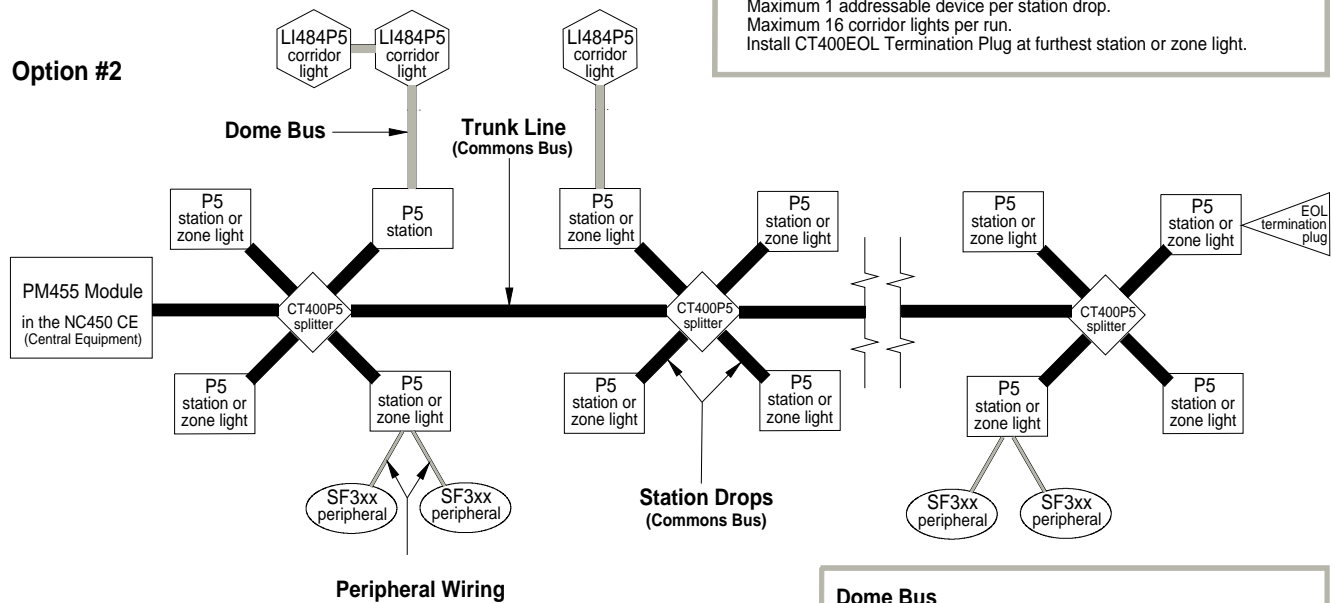 Maximum 1 addressable device per station drop.
Maximum 16 corridor lights per run.
Install CT400EOL Termination Plug at furthest station or zone light.
Option #2
LI484P5
corridor
light
LI484P5
corridor
light
LI484P5
corridor
light
Dome Bus
Trunk Line
(Commons Bus)
P5
station or
zone light
P5
station
P5
station or
zone light
P5
station or
zone light
P5
station or
zone light
P5
station or
zone light
EOL
termination
plug
PM455 Module
in the NC450 CE
(Central Equipment)
CT400P5
splitter
CT400P5
splitter
CT400P5
splitter
P5
station or
zone light
P5
station or
zone light
P5
station or
zone light
P5
station or
zone light
P5
station or
zone light
P5
station or
zone light
SF3xx
peripheral
SF3xx
peripheral
Station Drops
(Commons Bus)
SF3xx
peripheral
SF3xx
peripheral
Peripheral Wiring
Dome Bus